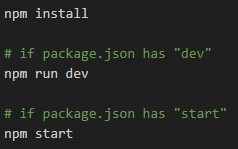 npm install
# if package.json has "dev"
npm run dev
# if package.json has "start"
npm start